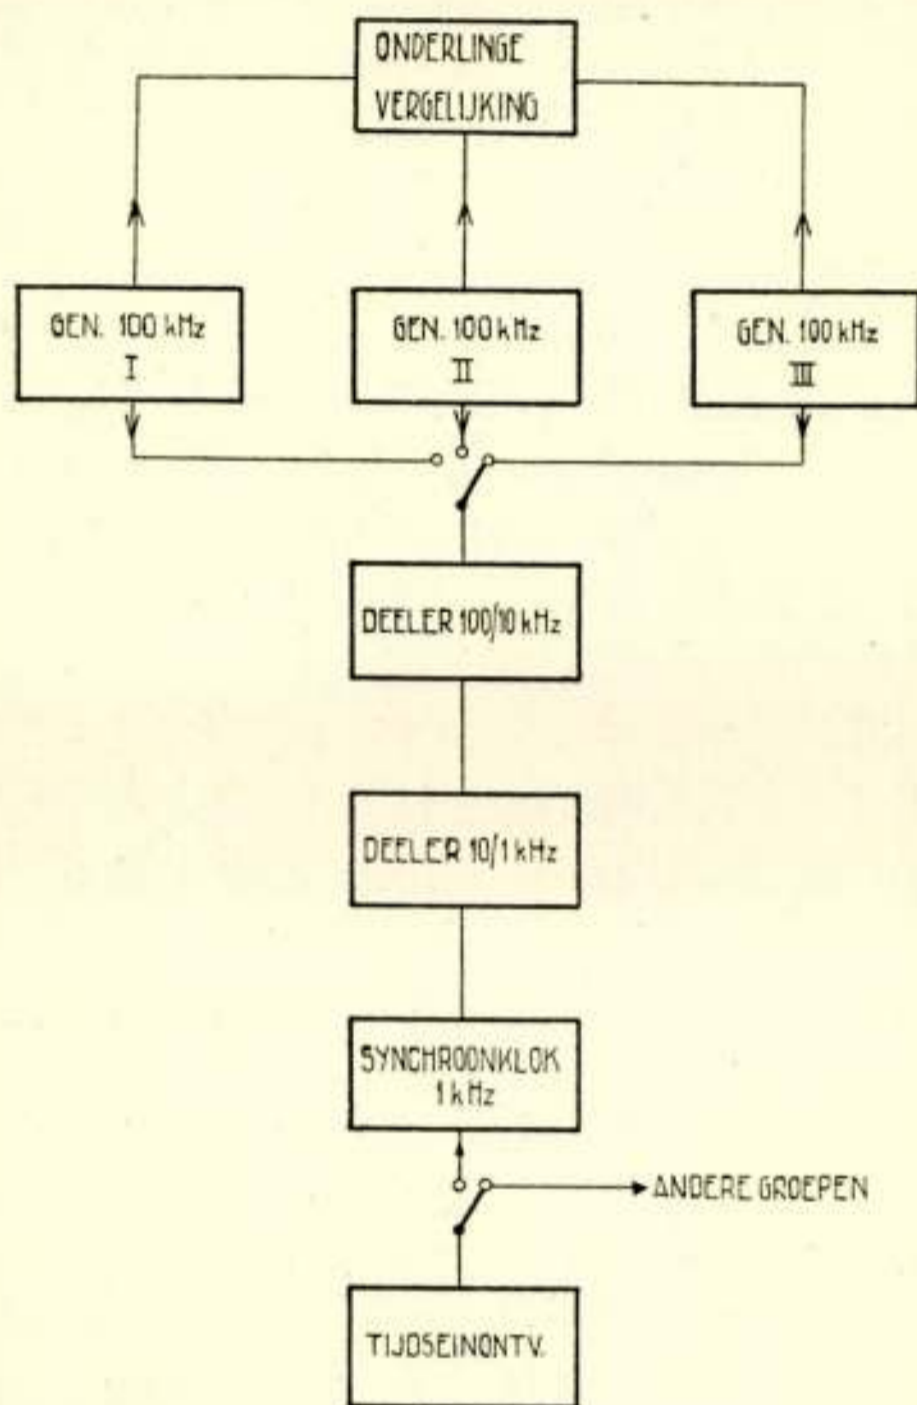 ONDERLINGE
VERGELIJKING
GEN. 100 kHz
I
GEN. 100 kHz
II
GEN. 100 kHz
III
DEELER 100/10 kHz
DEELER 10/1 kHz
SYNCHROONKLOK
1 kHz
ANDERE GROEPEN
TIJDSEINONTV.